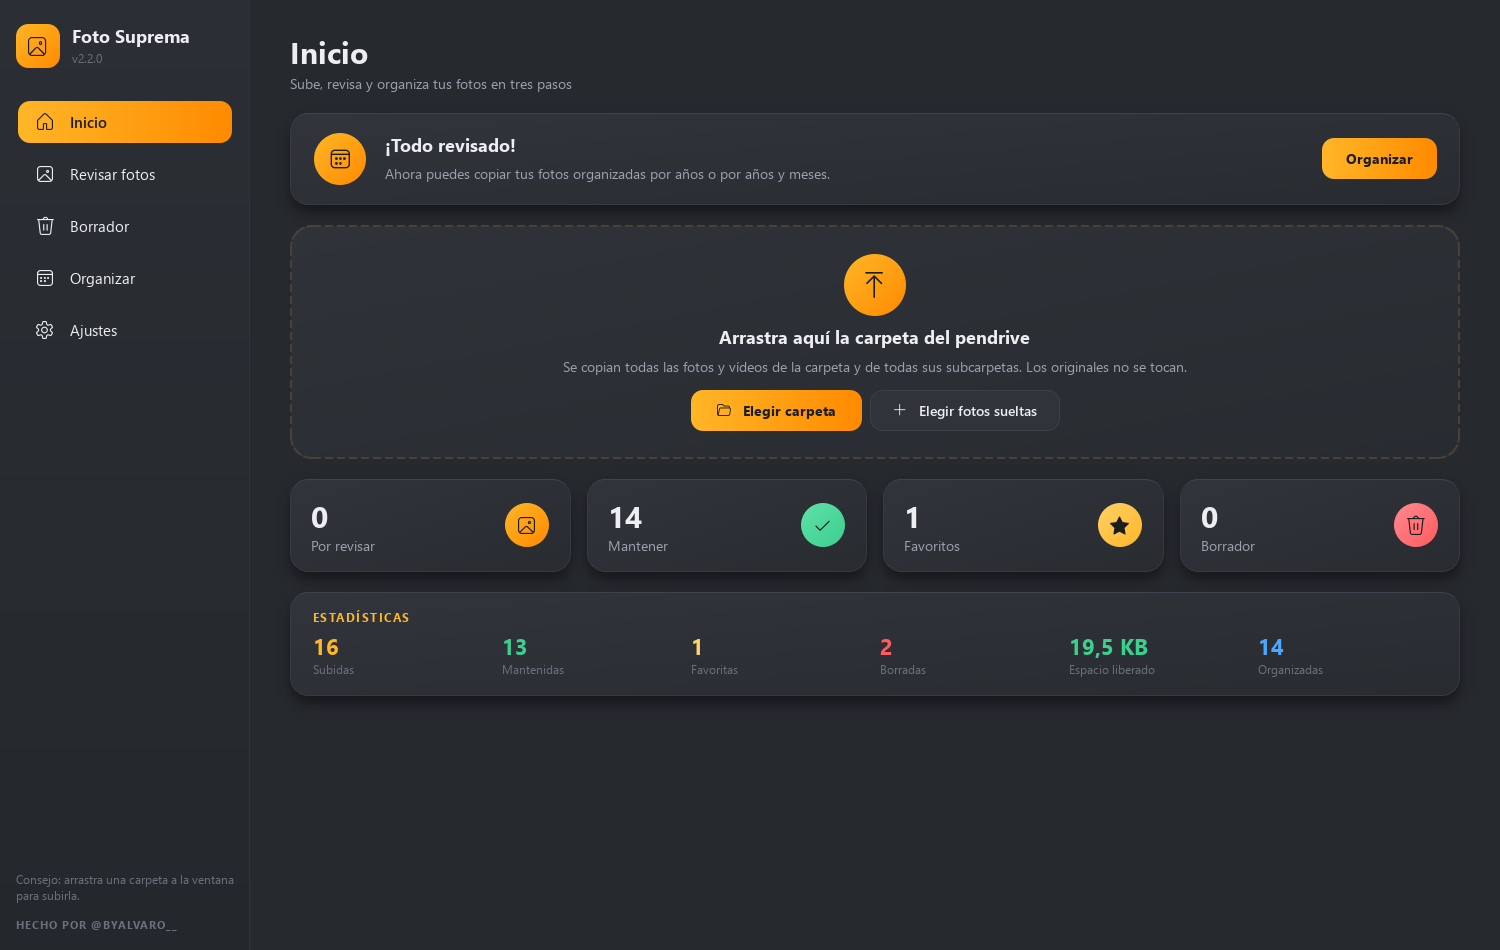 Foto Suprema
v2.2.0
Inicio
Revisar fotos
Borrador
Organizar
Ajustes
Consejo: arrastra una carpeta a la ventana
para subirla.
HECHO POR @BYALVARO__
Inicio
Sube, revisa y organiza tus fotos en tres pasos
¡Todo revisado!
Ahora puedes copiar tus fotos organizadas por años o por años y meses.
Organizar
Arrastra aquí la carpeta del pendrive
Se copian todas las fotos y vídeos de la carpeta y de todas sus subcarpetas. Los originales no se tocan.
Elegir carpeta
Elegir fotos sueltas
0
Por revisar
14
Mantener
1
Favoritos
0
Borrador
ESTADÍSTICAS
16
Subidas
13
Mantenidas
1
Favoritas
2
Borradas
19,5 KB
Espacio liberado
14
Organizadas